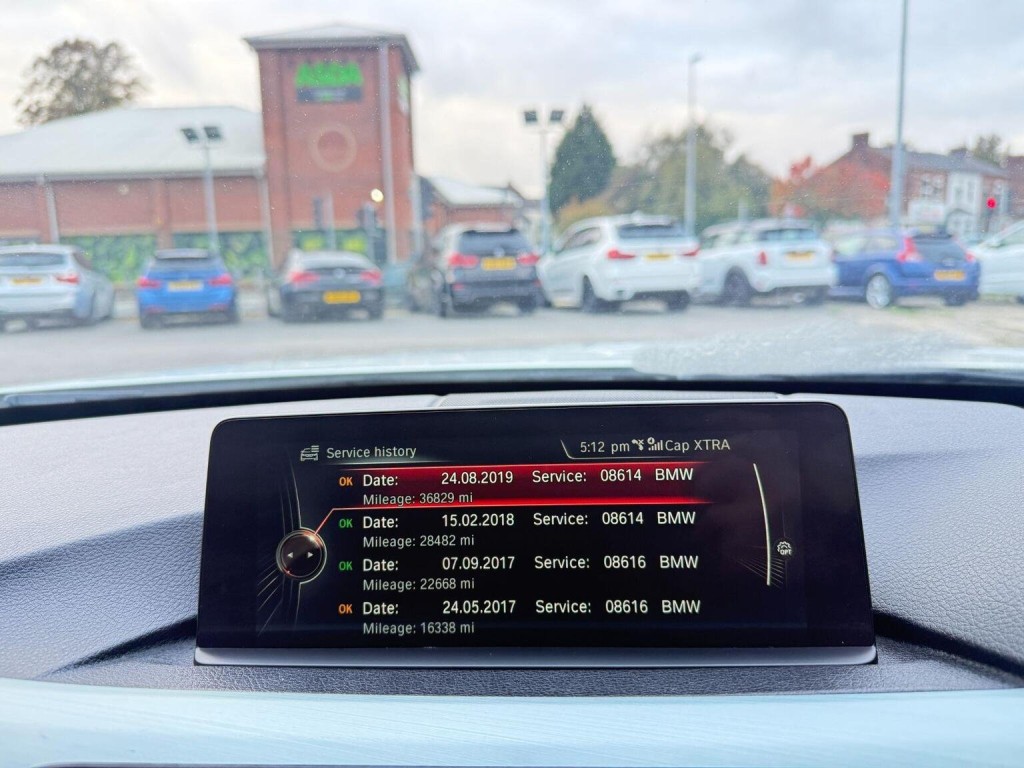 ASDA
Service history
5:12 pm Cap XTRA
OK Date: 24.08.2019 Service: 08614 BMW
Mileage: 36829 mi
OK Date: 15.02.2018 Service: 08614 BMW
Mileage: 28482 mi
OK Date: 07.09.2017 Service: 08616 BMW
Mileage: 22668 mi
OK Date: 24.05.2017 Service: 08616 BMW
Mileage: 16338 mi
OPT